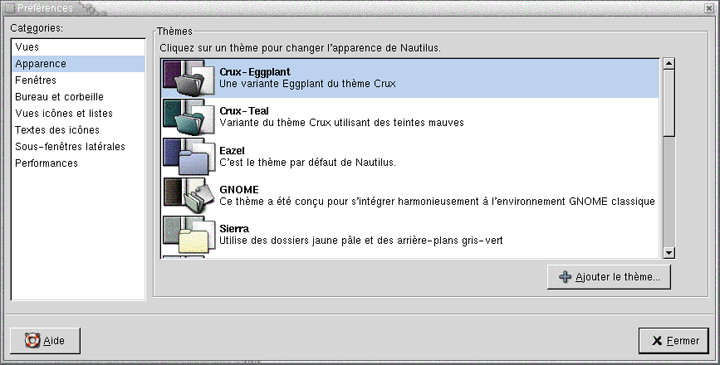 Préférences
Catégories:
Vues
Apparence
Fenêtres
Bureau et corbeille
Vues icônes et listes
Textes des icônes
Sous-fenêtres latérales
Performances
Thèmes
Cliquez sur un thème pour changer l'apparence de Nautilus.
Crux-Eggplant
Une variante Eggplant du thème Crux
Crux-Teal
Variante du thème Crux utilisant des teintes mauves
Eazel
C'est le thème par défaut de Nautilus.
GNOME
Ce thème a été conçu pour s'intégrer harmonieusement à l'environnement GNOME classique
Sierra
Utilise des dossiers jaune pâle et des arrière-plans gris-vert
Ajouter le thème...
Aide
Fermer